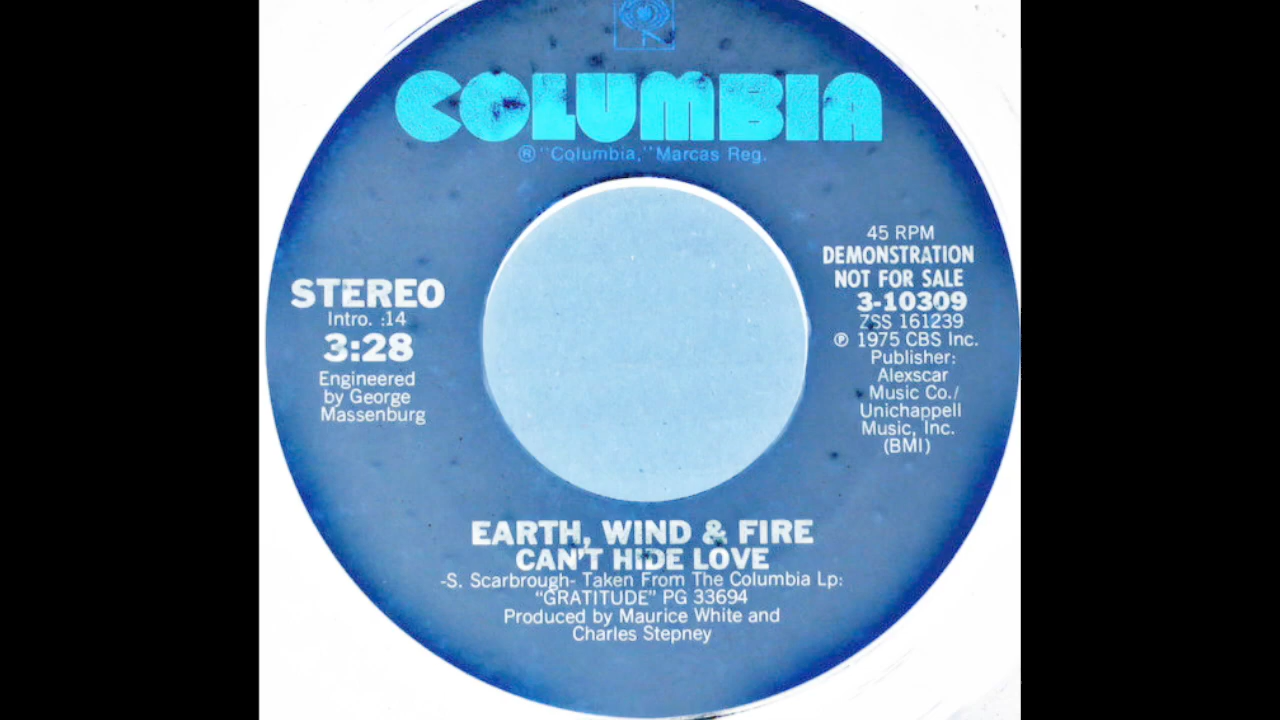 COLUMBIA
® "Columbia," Marcas Reg.
STEREO
Intro. :14
3:28
Engineered
by George
Massenburg
45 RPM
DEMONSTRATION
NOT FOR SALE
3-10309
ZSS 161239
℗ 1975 CBS Inc.
Publisher:
Alexscar
Music Co./
Unichappell
Music, Inc.
(BMI)
EARTH, WIND & FIRE
CAN'T HIDE LOVE
-S. Scarbrough- Taken From The Columbia Lp:
"GRATITUDE" PG 33694
Produced by Maurice White and
Charles Stepney